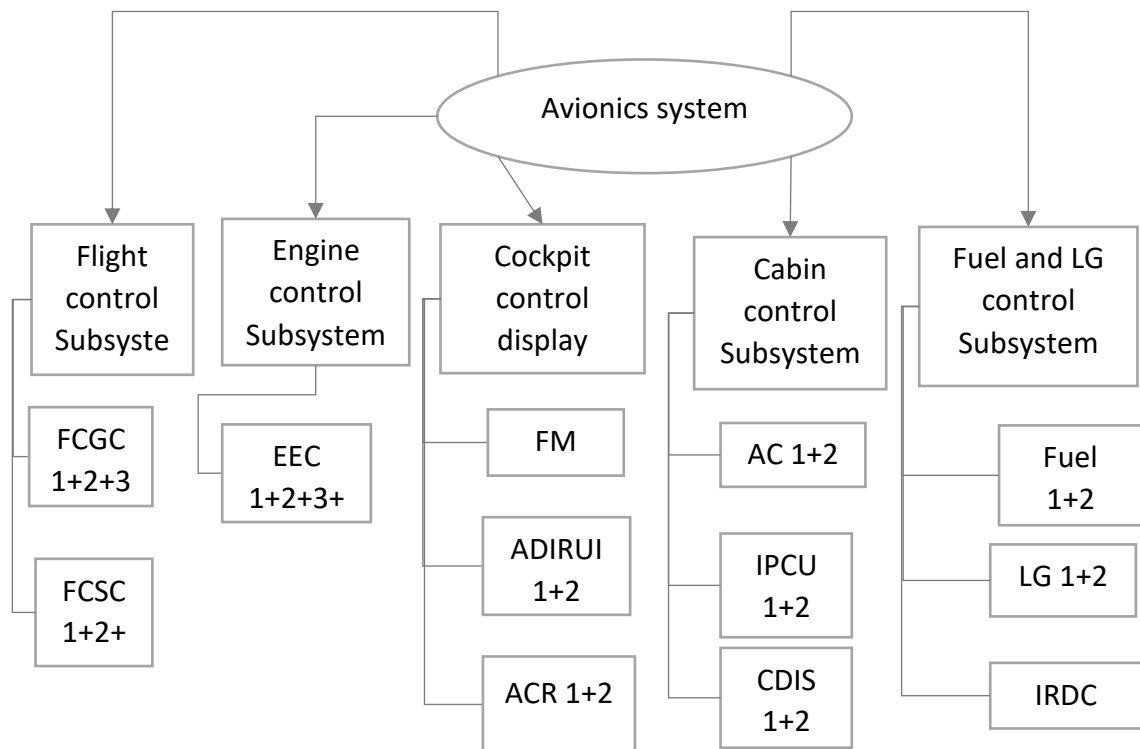 Avionics system
Flight
control
Subsyste
Engine
control
Subsystem
Cockpit
control
display
Cabin
control
Subsystem
Fuel and LG
control
Subsystem
FCGC
1+2+3
FCSC
1+2+
EEC
1+2+3+
FM
ADIRUI
1+2
ACR 1+2
AC 1+2
IPCU
1+2
CDIS
1+2
Fuel
1+2
LG 1+2
IRDC